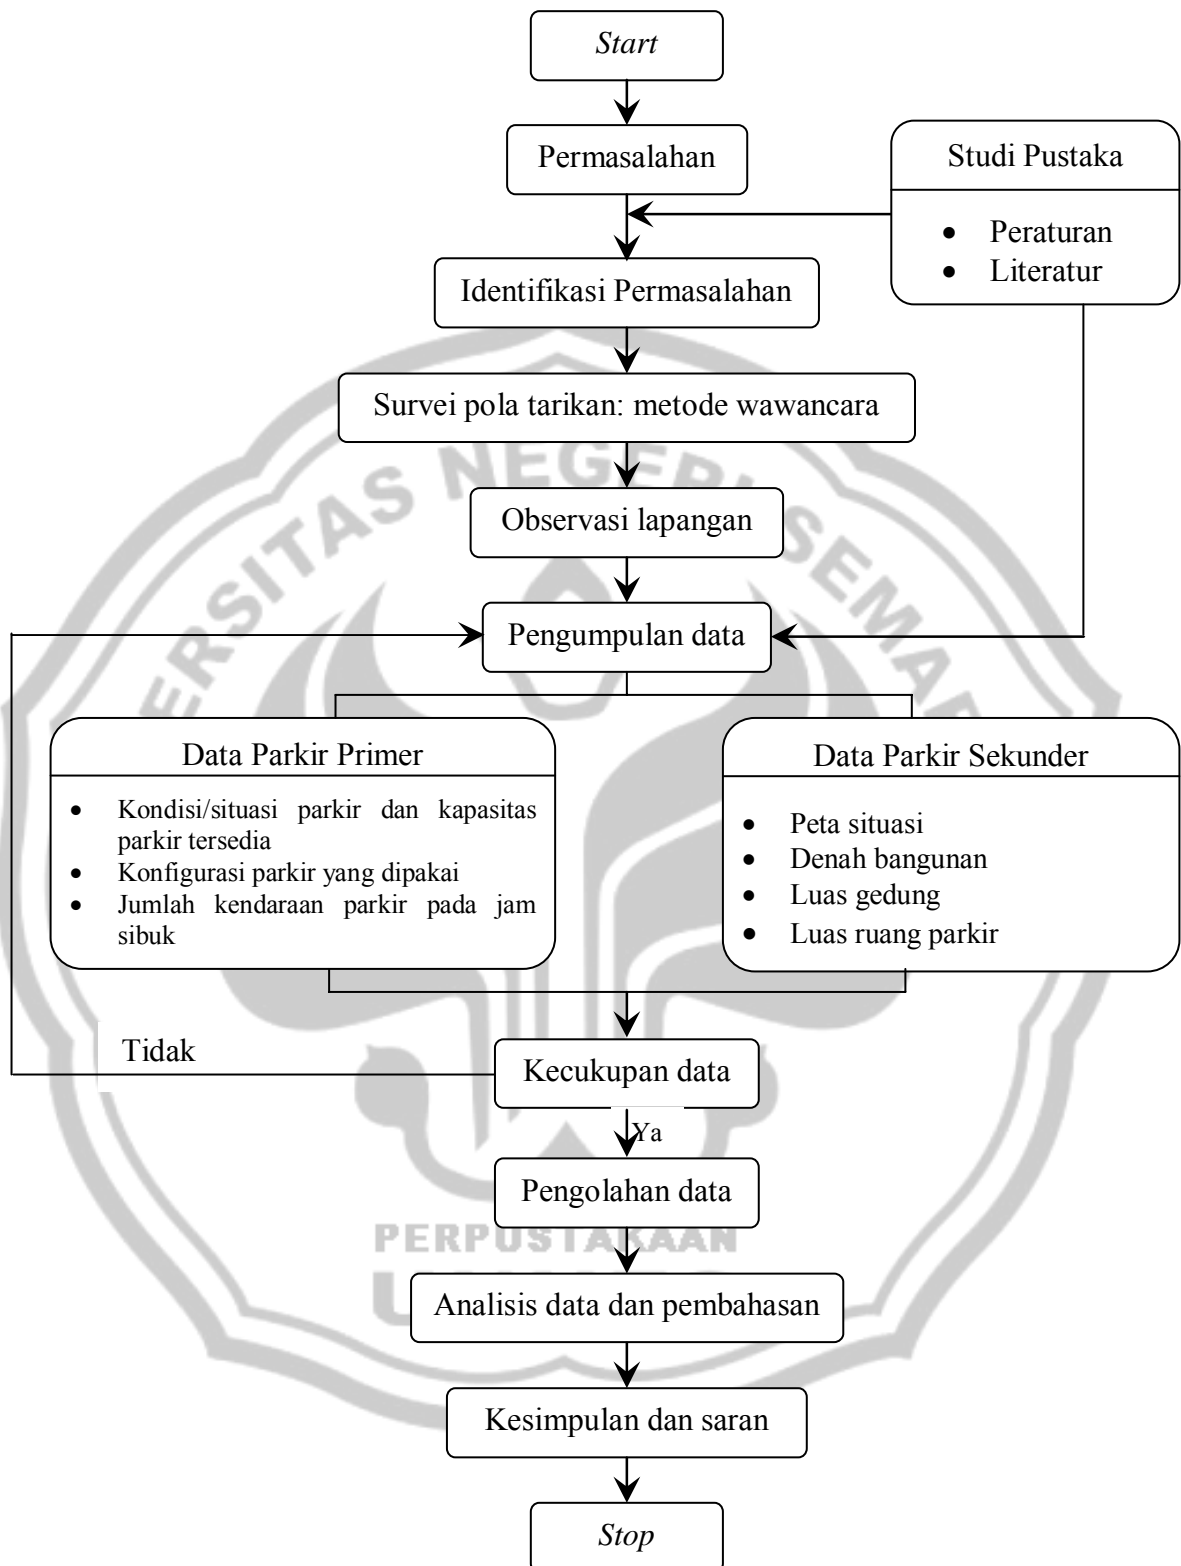 Start
Permasalahan
Studi Pustaka
• Peraturan
• Literatur
Identifikasi Permasalahan
Survei pola tarikan: metode wawancara
Observasi lapangan
Pengumpulan data
Data Parkir Primer
• Kondisi/situasi parkir dan kapasitas
parkir tersedia
• Konfigurasi parkir yang dipakai
• Jumlah kendaraan parkir pada jam
sibuk
Data Parkir Sekunder
• Peta situasi
• Denah bangunan
• Luas gedung
• Luas ruang parkir
Tidak
Kecukupan data
Ya
Pengolahan data
PERPUSTAKAAN
Analisis data dan pembahasan
Kesimpulan dan saran
Stop